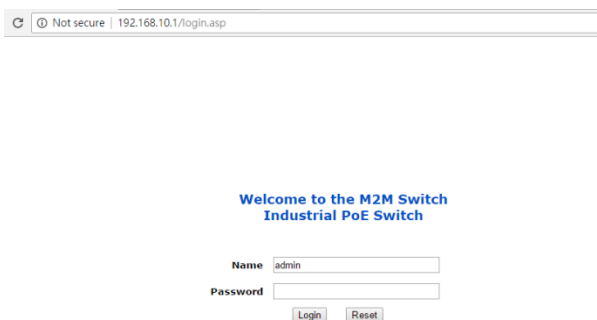 Not secure | 192.168.10.1/login.asp
Welcome to the M2M Switch
Industrial PoE Switch
Name admin
Password
Login Reset